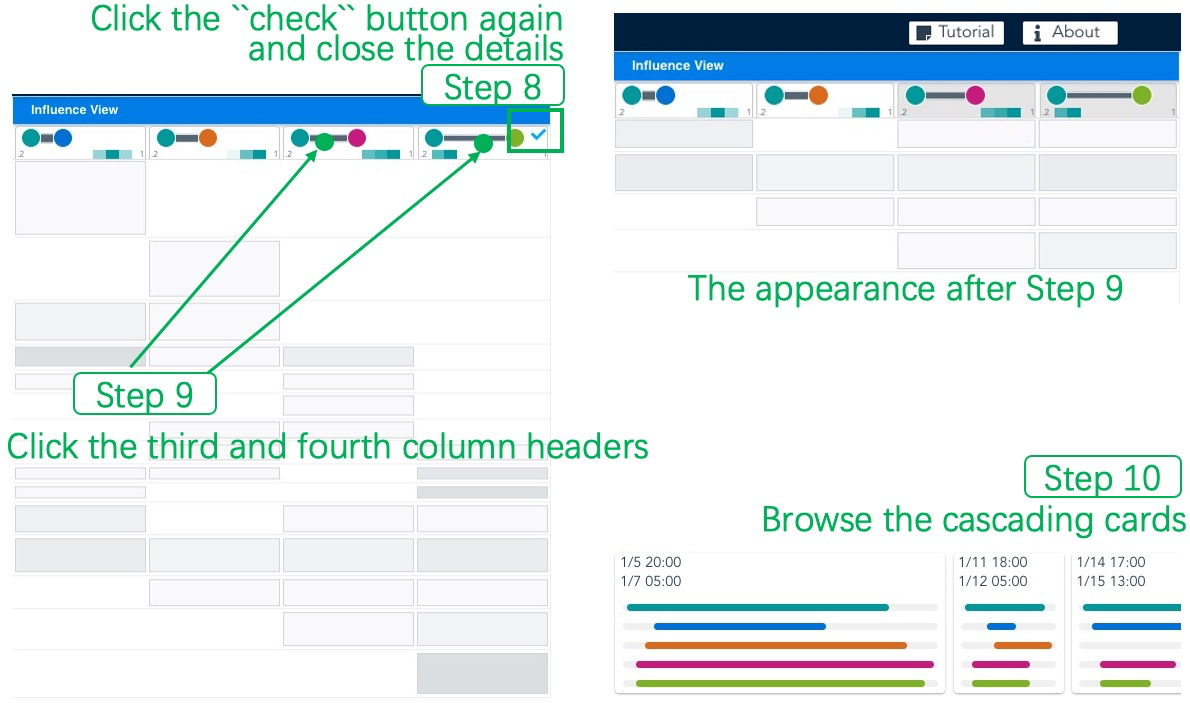 Click the ``check`` button again
and close the details
Step 8
Influence View
.2 1 .2 1 .2 1 .2 1
Step 9
Click the third and fourth column headers
Tutorial About
Influence View
.2 1 .2 1 .2 1 .2 1
The appearance after Step 9
Step 10
Browse the cascading cards
1/5 20:00
1/7 05:00
1/11 18:00
1/12 05:00
1/14 17:00
1/15 13:00